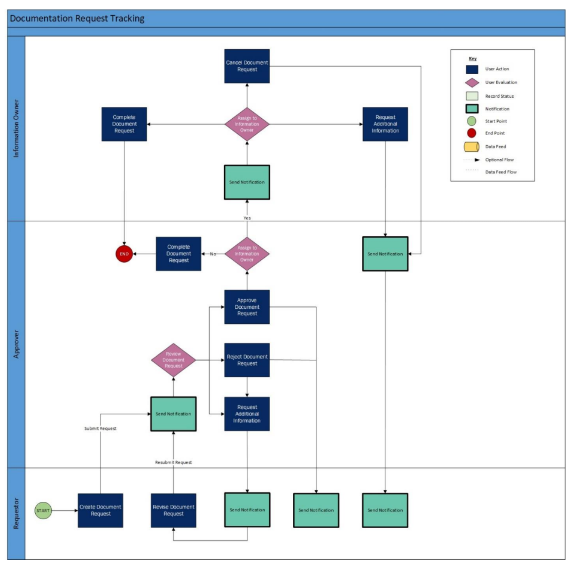 Documentation Request Tracking
Information Owner
Cancel Document
Request
Complete
Document
Request
Assign to
Information
Owner
Request
Additional
Information
Send Notification
Key
User Action
User Evaluation
Record Status
Notification
Start Point
End Point
Data Feed
Optional Flow
Data Feed Flow
Approver
Yes
END
Complete
Document
Request
No
Assign to
Information
Owner
Send Notification
Approve
Document
Request
Review
Document
Request
Reject Document
Request
Send Notification
Request
Additional
Information
Submit Request
Resubmit Request
Requestor
START
Create Document
Request
Revise Document
Request
Send Notification
Send Notification
Send Notification